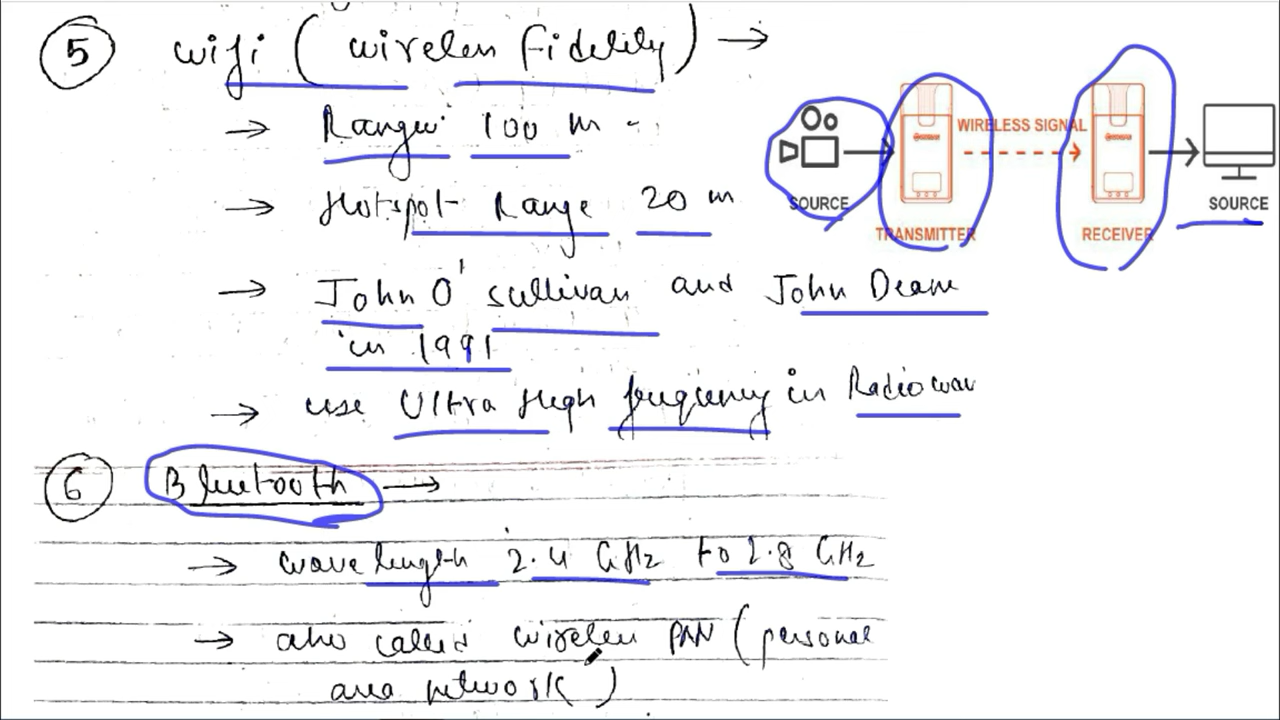 5 wifi ( wireless fidelity ) →
→ Range 100 m -
→ Hotspot Range 20 m
→ John O' sullivan and John Deane
in 1991
→ use Ultra High frequency in Radio wav
SOURCE
TRANSMITTER
WIRELESS SIGNAL
RECEIVER
SOURCE
6 Bluetooth →
→ wave length 2.4 GHz to 2.8 GHz
→ also called wireless PAN ( personal
area network )